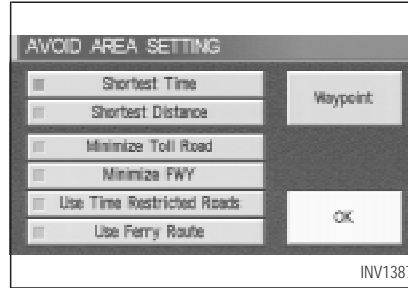 AVOID AREA SETTING
Shortest Time
Shortest Distance
Waypoint
Minimize Toll Road
Minimize FWY
Use Time Restricted Roads
Use Ferry Route
OK
INV1387